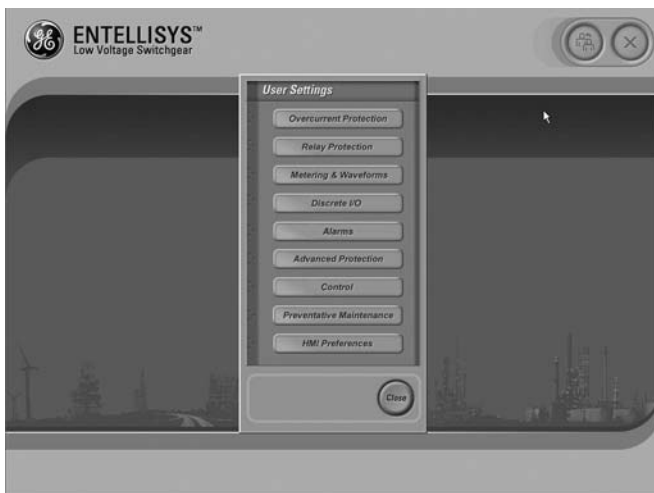 ENTELLISYS™
Low Voltage Switchgear
User Settings
Overcurrent Protection
Relay Protection
Metering & Waveforms
Discrete I/O
Alarms
Advanced Protection
Control
Preventative Maintenance
HMI Preferences
Close